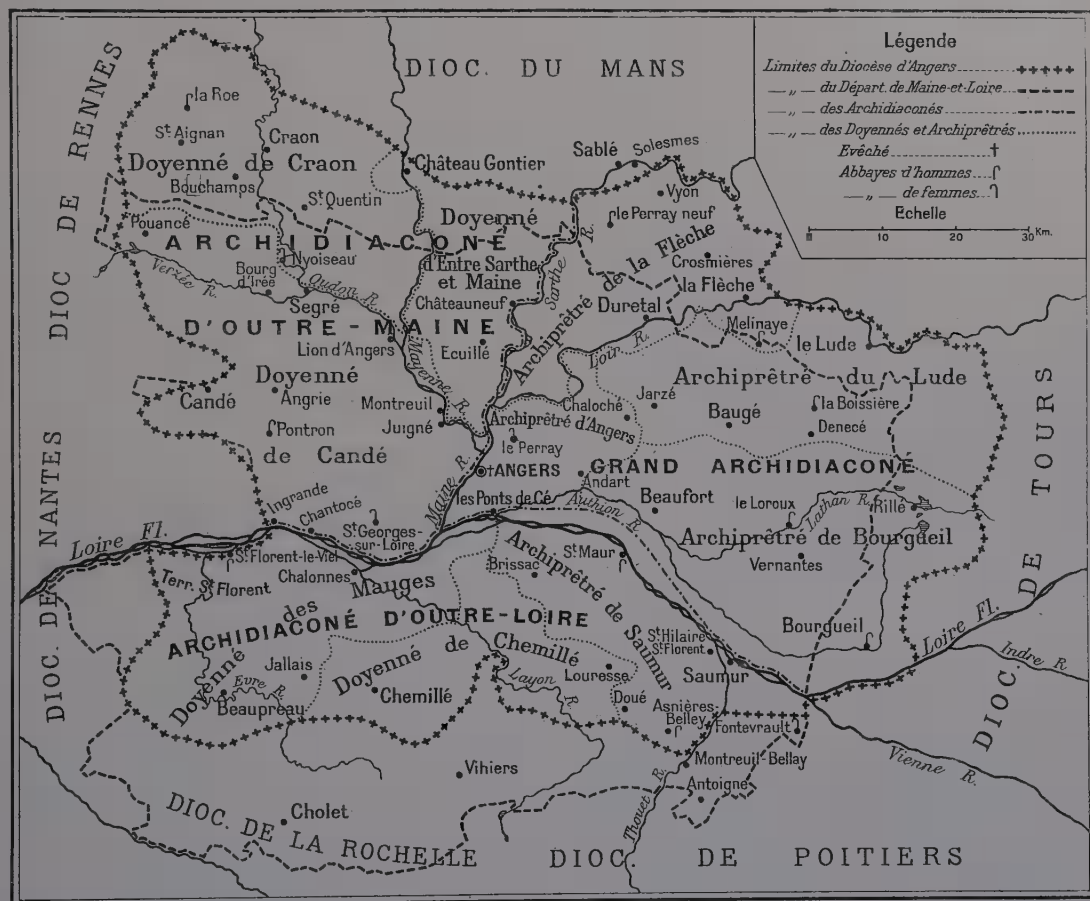 Légende
Limites du Diocèse d'Angers
— „ — du Départ. de Maine-et-Loire
— „ — des Archidiaconés
— „ — des Doyennés et Archiprêtrés
Evêché
Abbayes d'hommes
„ — de femmes
Echelle
0 10 20 30 Km.
DIOC. DU MANS
DIOC DE RENNES
DIOC. DE NANTES
DIOC DE TOURS
DIOC. DE LA ROCHELLE
DIOC. DE POITIERS
la Roe
St Aignan
Craon
Doyenné de Craon
Bouchamps
St Quentin
Château Gontier
Sablé
Solesmes
Vyon
le Perray neuf
Doyenné
d'Entre Sarthe
et Maine
Pouancé
ARCHIDIACONÉ
D'OUTRE-MAINE
Nyoiseau
Bourg
d'Irée
Verzée R.
Oudon R.
Segré
Châteauneuf
Sarthe R.
Archiprêtré de la Flèche
Crosmières
la Flèche
Duretal
Lion d'Angers
Mayenne R.
Ecuillé
Loir R.
Melinaye
le Lude
Doyenné
de Candé
Candé
Angrie
Pontron
Montreuil
Juigné
Archiprêtré du Lude
Chaloché
Jarzé
Baugé
la Boissière
Denecé
Archiprêtré d'Angers
le Perray
ANGERS
Maine R.
GRAND ARCHIDIACONÉ
Andart
Beaufort
le Loroux
Lathan R.
Rillé
Ingrande
Chantocé
St Georges-
sur-Loire
les Ponts de Cé
Authion R.
Archiprêtré de Bourgueil
Vernantes
Loire Fl.
St Florent-le-Viel
Terr. St Florent
Chalonnes
Brissac
St Maur
Archiprêtré de Saumur
Doyenné des Mauges
ARCHIDIACONÉ D'OUTRE-LOIRE
Jallais
Evre R.
Beaupreau
Doyenné de Chemillé
Chemillé
Layon R.
Louresse
St Hilaire
St Florent
Saumur
Bourgueil
Loire Fl.
Indre R.
Doué
Asnières-
Belley
Fontevrault
Vihiers
Montreuil-Bellay
Antoigne
Thouet R.
Vienne R.
Cholet